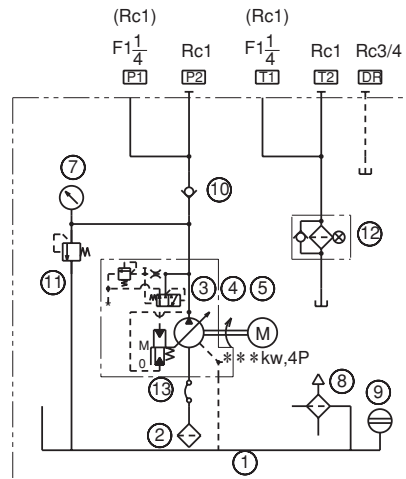 (Rc1) (Rc1)
F1 1/4 Rc1 F1 1/4 Rc1 Rc3/4
P1 P2 T1 T2 DR
7
10
12
11
3 4 5
M
M
0
***kw,4P
13
8
9
2
1